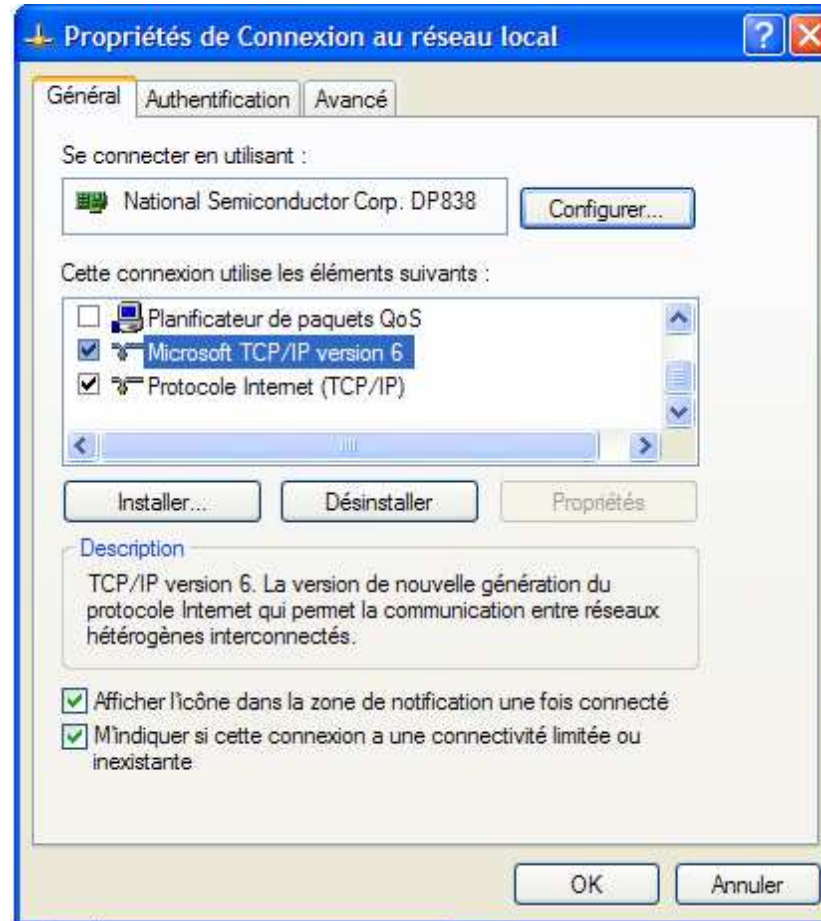 Propriétés de Connexion au réseau local
Général
Authentification
Avancé
Se connecter en utilisant :
National Semiconductor Corp. DP838
Configurer...
Cette connexion utilise les éléments suivants :
Planificateur de paquets QoS
Microsoft TCP/IP version 6
Protocole Internet (TCP/IP)
Installer...
Désinstaller
Propriétés
Description
TCP/IP version 6. La version de nouvelle génération du
protocole Internet qui permet la communication entre réseaux
hétérogènes interconnectés.
Afficher l'icône dans la zone de notification une fois connecté
M'indiquer si cette connexion a une connectivité limitée ou
inexistante
OK
Annuler